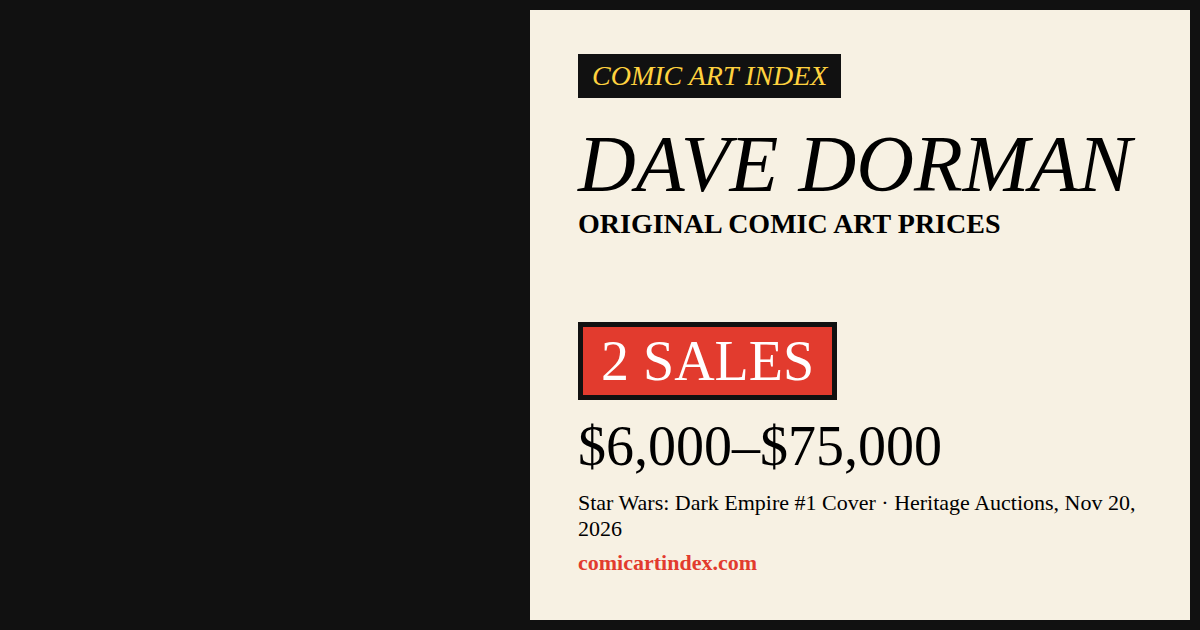 COMIC ART INDEX
DAVE DORMAN
ORIGINAL COMIC ART PRICES
2 SALES
$6,000–$75,000
Star Wars: Dark Empire #1 Cover · Heritage Auctions, Nov 20,
2026
comicartindex.com